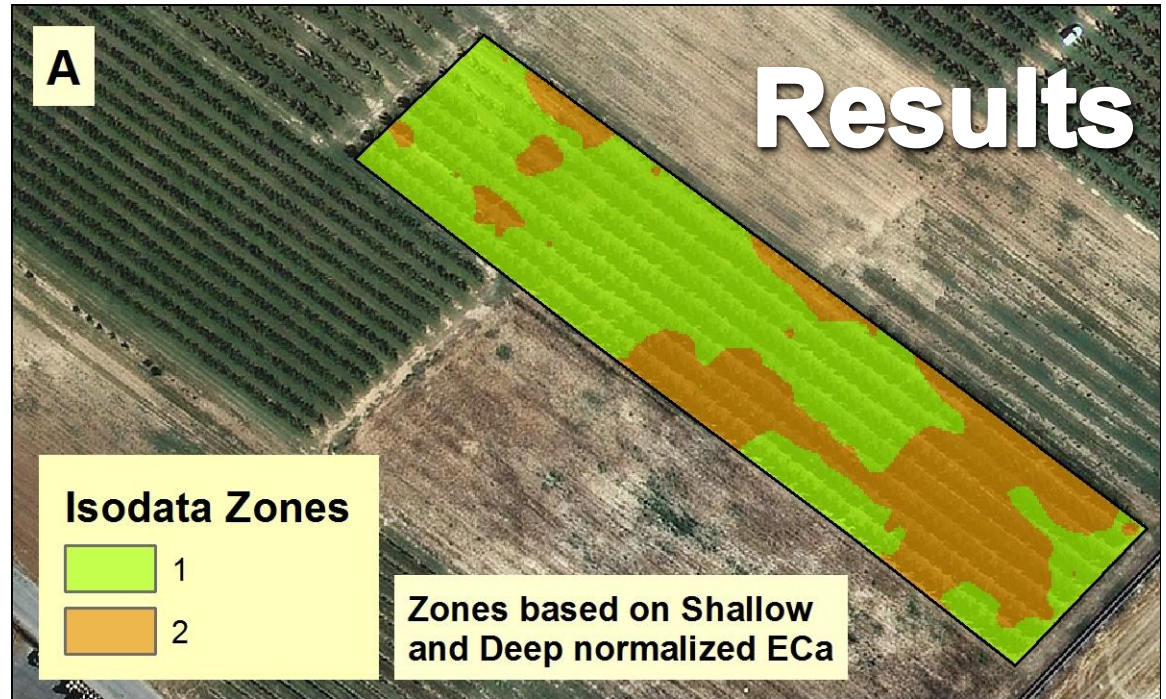 A
Results
Isodata Zones
1
2
Zones based on Shallow
and Deep normalized ECa